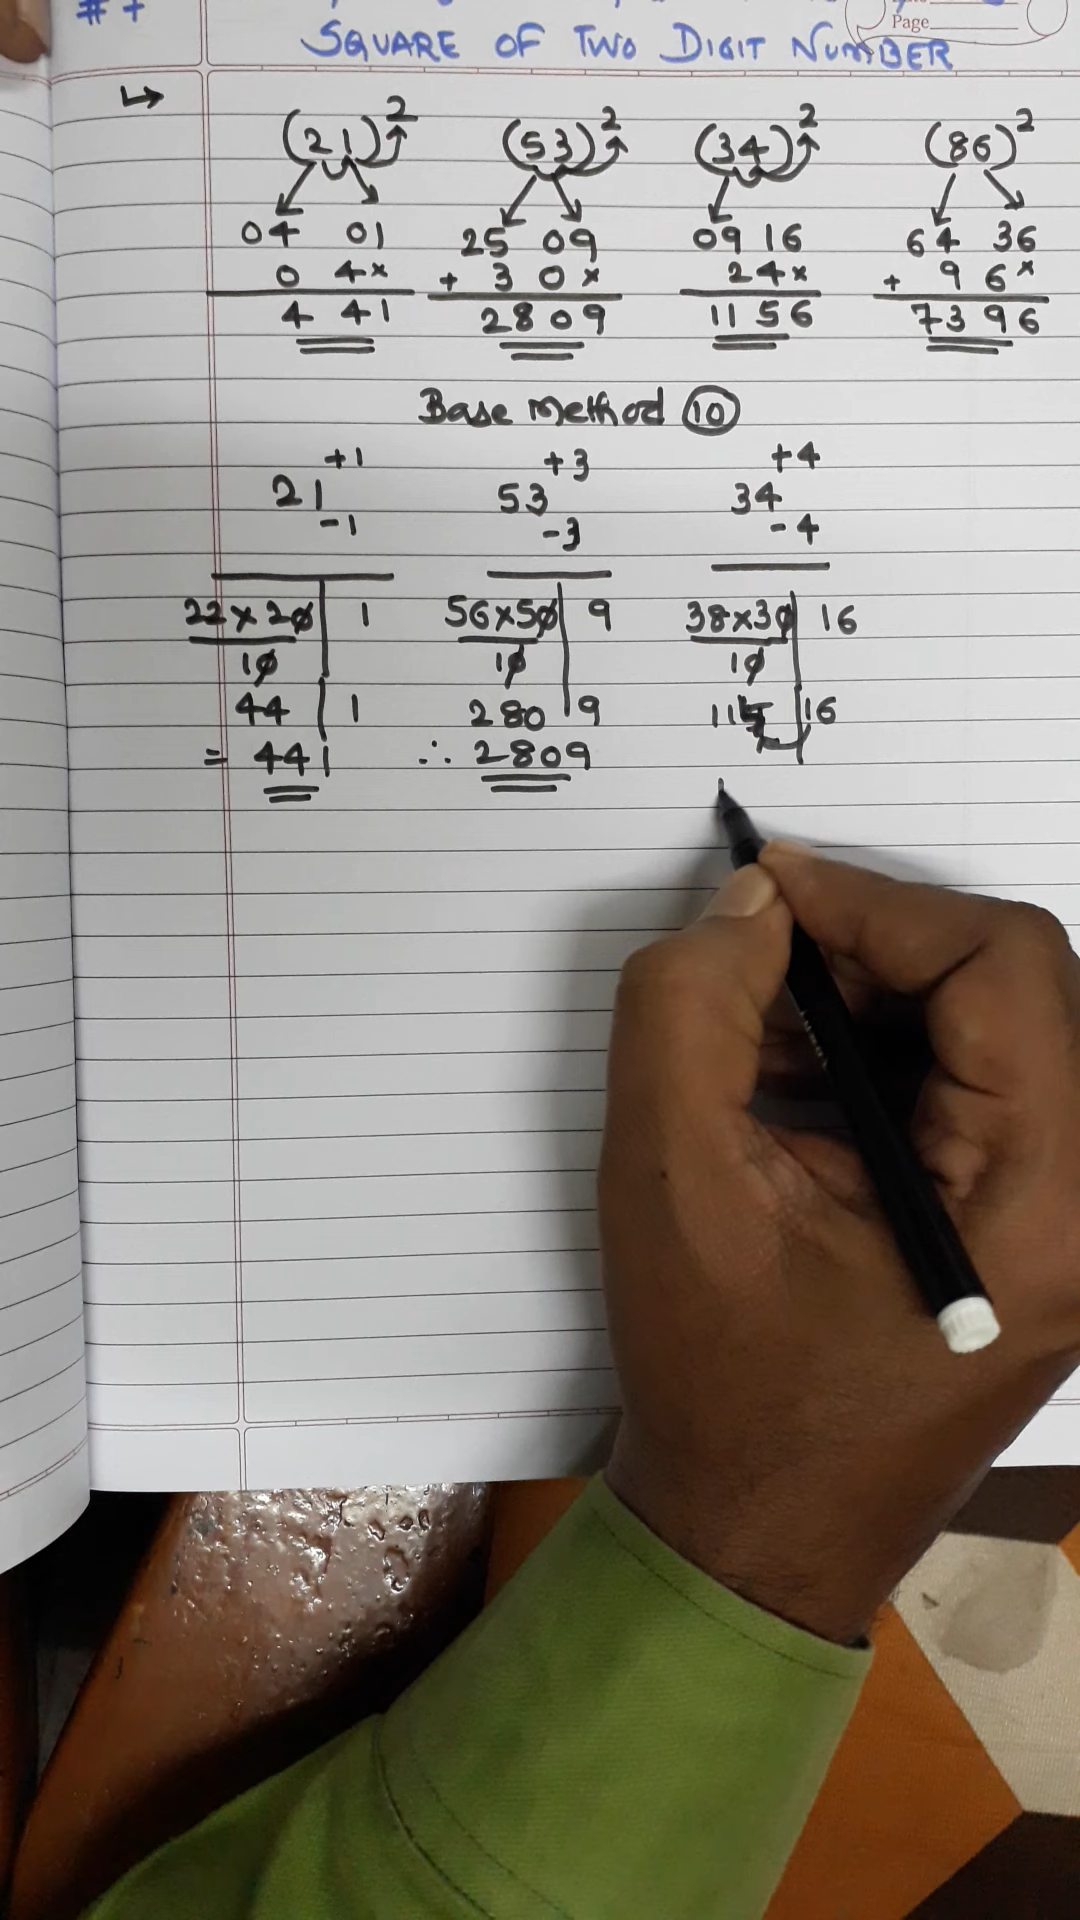 # 7
Page
SQUARE OF TWO DIGIT NUMBER
↳ (21)² (53)² (34)² (86)²
04 01 25 09 09 16 64 36
0 4× + 3 0× 24× + 9 6×
4 41 2809 1156 7396
Base Method 10
+1 +3 +4
21 53 34
-1 -3 -4
22×20 | 1 56×50 | 9 38×30 | 16
10 10 10
44 | 1 280 | 9 | 16
= 441 ∴ 2809